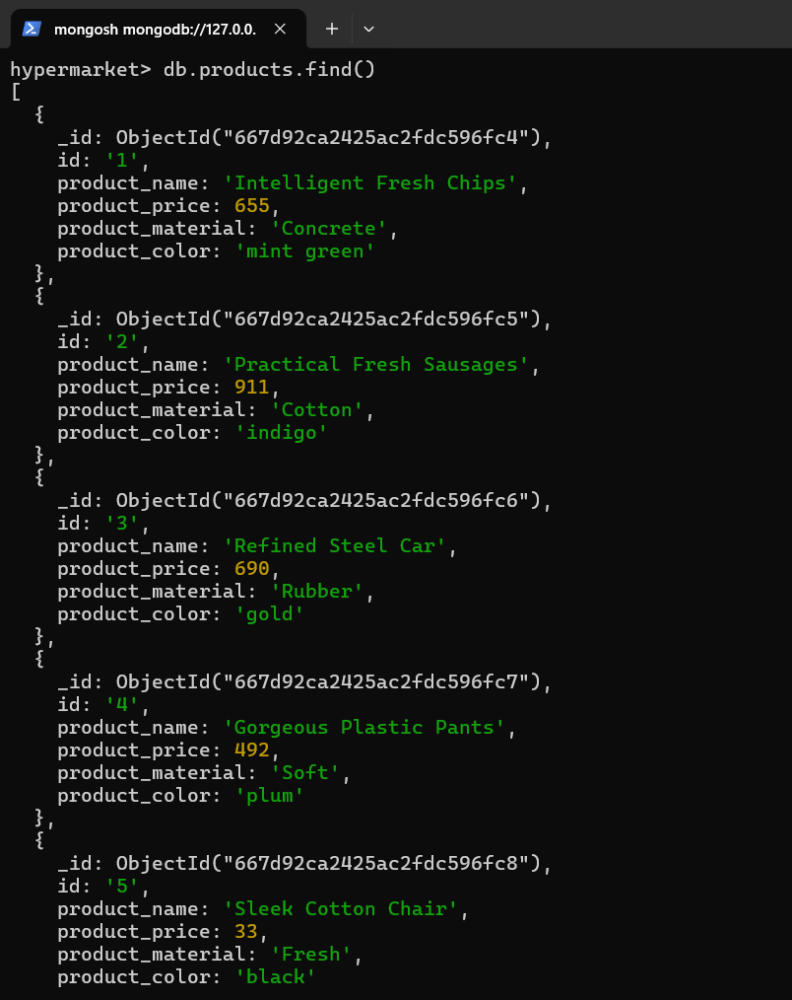 mongosh mongodb://127.0.0.
hypermarket> db.products.find()
[
  {
    _id: ObjectId("667d92ca2425ac2fdc596fc4"),
    id: '1',
    product_name: 'Intelligent Fresh Chips',
    product_price: 655,
    product_material: 'Concrete',
    product_color: 'mint green'
  },
  {
    _id: ObjectId("667d92ca2425ac2fdc596fc5"),
    id: '2',
    product_name: 'Practical Fresh Sausages',
    product_price: 911,
    product_material: 'Cotton',
    product_color: 'indigo'
  },
  {
    _id: ObjectId("667d92ca2425ac2fdc596fc6"),
    id: '3',
    product_name: 'Refined Steel Car',
    product_price: 690,
    product_material: 'Rubber',
    product_color: 'gold'
  },
  {
    _id: ObjectId("667d92ca2425ac2fdc596fc7"),
    id: '4',
    product_name: 'Gorgeous Plastic Pants',
    product_price: 492,
    product_material: 'Soft',
    product_color: 'plum'
  },
  {
    _id: ObjectId("667d92ca2425ac2fdc596fc8"),
    id: '5',
    product_name: 'Sleek Cotton Chair',
    product_price: 33,
    product_material: 'Fresh',
    product_color: 'black'